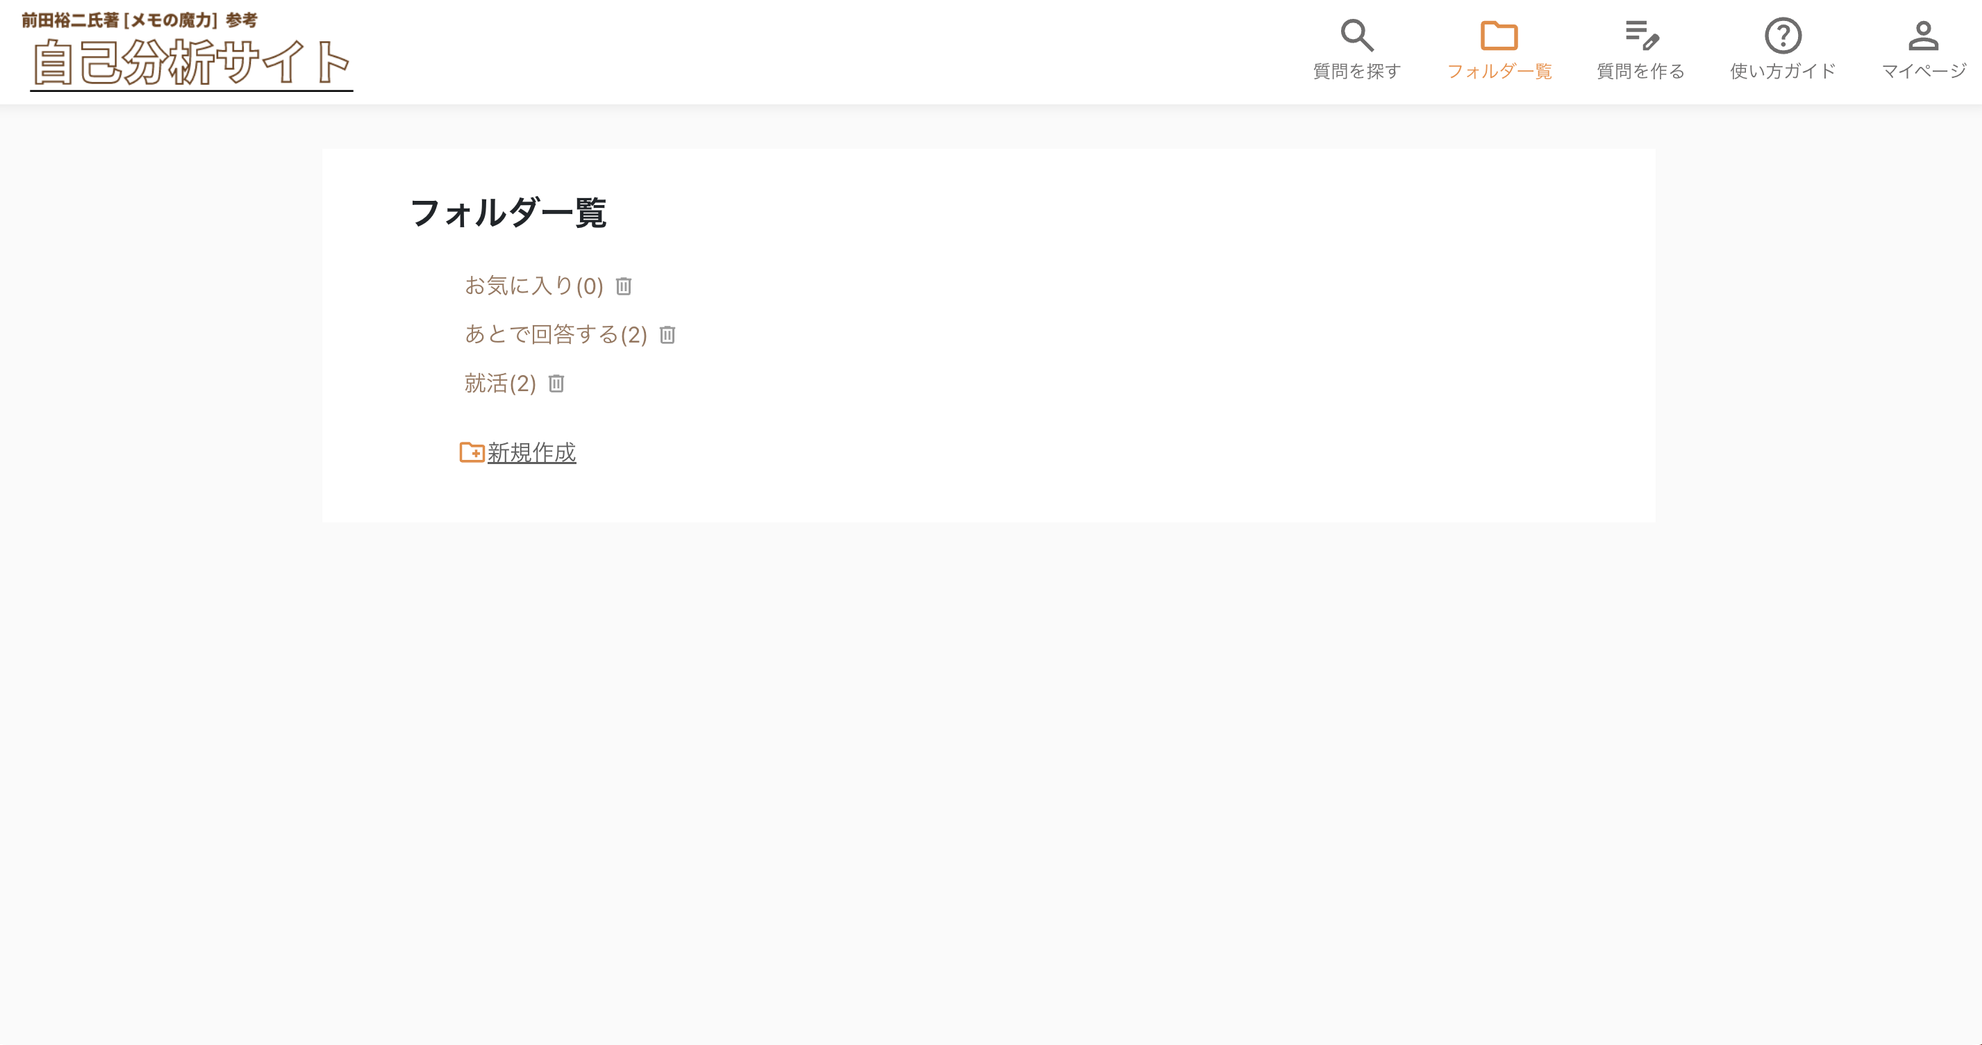 前田裕二氏著 [メモの魔力] 参考
自己分析サイト
質問を探す
フォルダ一覧
質問を作る
使い方ガイド
マイページ
フォルダ一覧
お気に入り(0)
あとで回答する(2)
就活(2)
新規作成